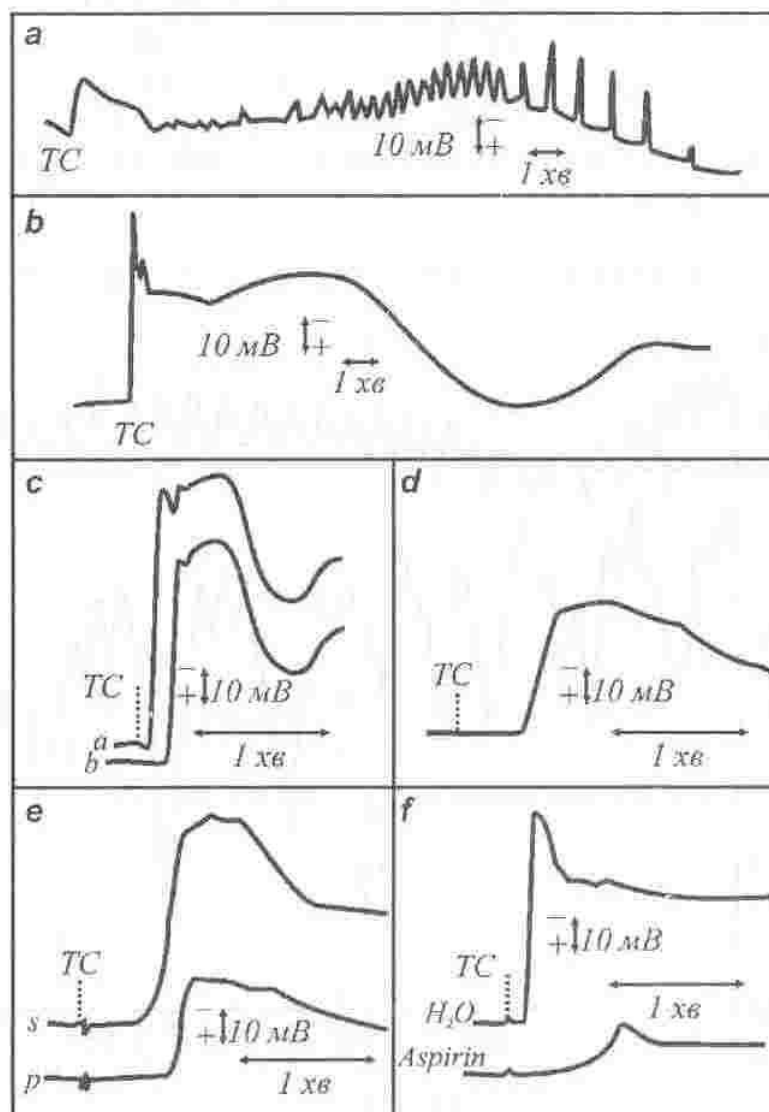 a
TC
10 мВ
− +
1 хв
b
10 мВ
− +
1 хв
TC
c
TC
− +
10 мВ
a
b
1 хв
d
TC
− +
10 мВ
1 хв
e
TC
s
− +
10 мВ
p
1 хв
f
− +
10 мВ
TC
H₂O
1 хв
Aspirin